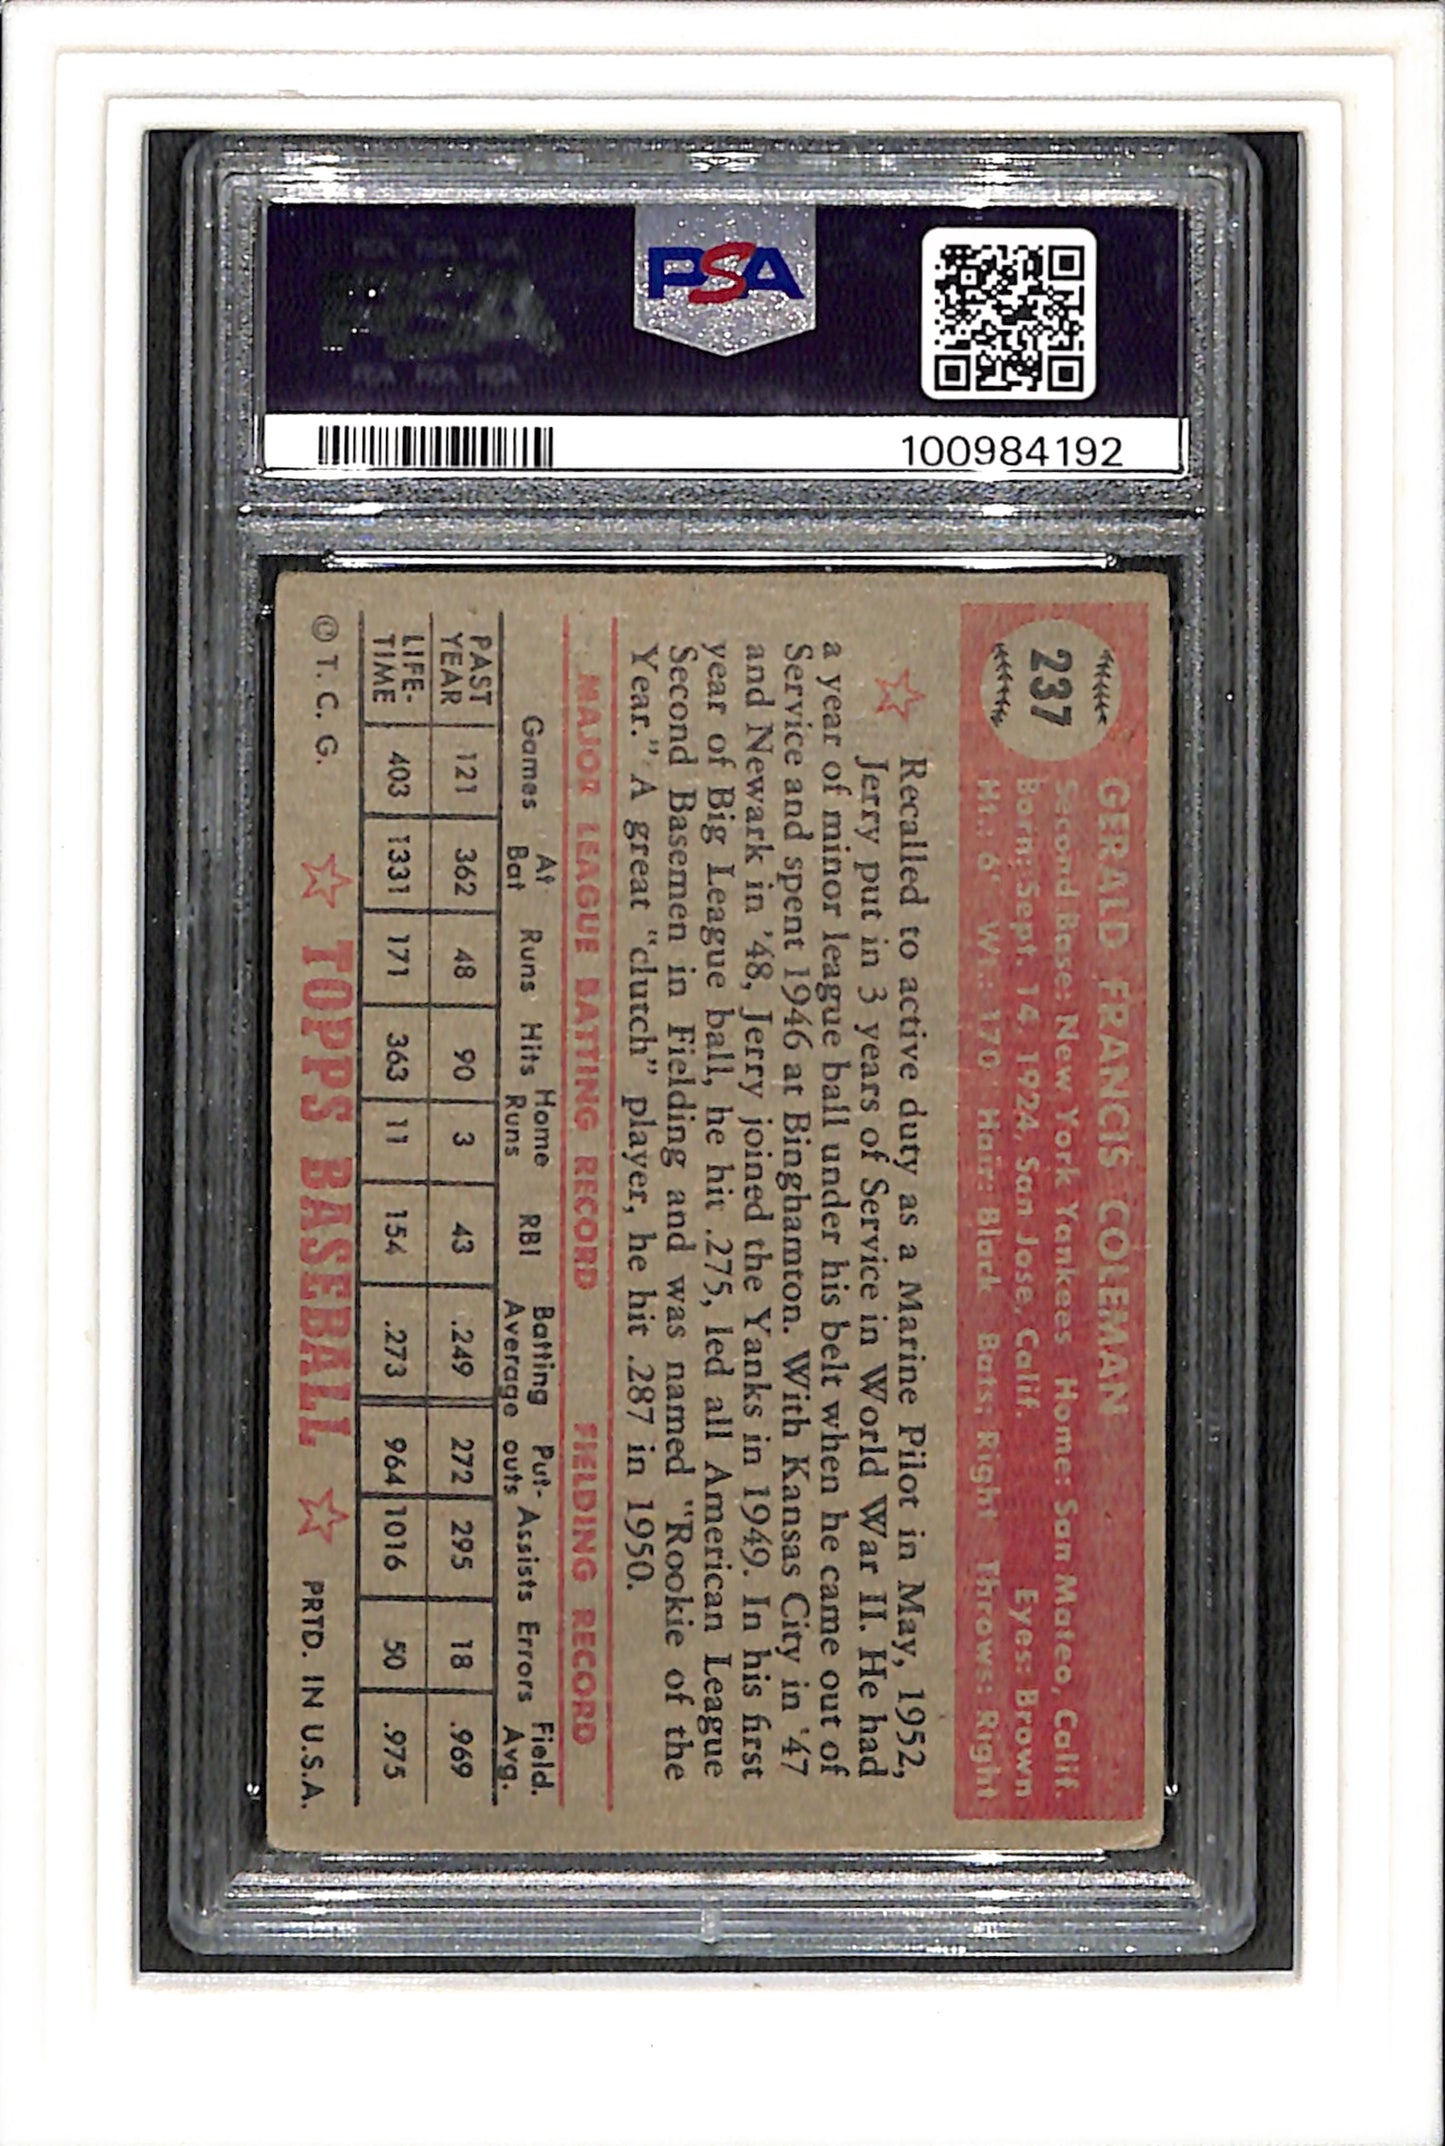 PSA
100984192
237
GERALD FRANCIS COLEMAN
Second Base: New York Yankees Home: San Mateo, Calif.
Born: Sept. 14, 1924, San Jose, Calif. Eyes: Brown
Ht.: 6' Wt.: 170 Hair: Black Bats: Right Throws: Right
Recalled to active duty as a Marine Pilot in May, 1952,
Jerry put in 3 years of Service in World War II. He had
a year of minor league ball under his belt when he came out of
Service and spent 1946 at Binghamton. With Kansas City in '47
and Newark in '48, Jerry joined the Yanks in 1949. In his first
year of Big League ball, he hit .275, led all American League
Second Basemen in Fielding and was named "Rookie of the
Year." A great "clutch" player, he hit .287 in 1950.
MAJOR LEAGUE BATTING RECORD FIELDING RECORD
Games At Bat Runs Hits Home Runs RBI Batting Average Put-outs Assists Errors Field. Avg.
PAST YEAR 121 362 48 90 3 43 .249 272 295 18 .969
LIFE-TIME 403 1331 171 363 11 154 .273 964 1016 50 .975
© T. C. G. TOPPS BASEBALL PRTD. IN U.S.A.